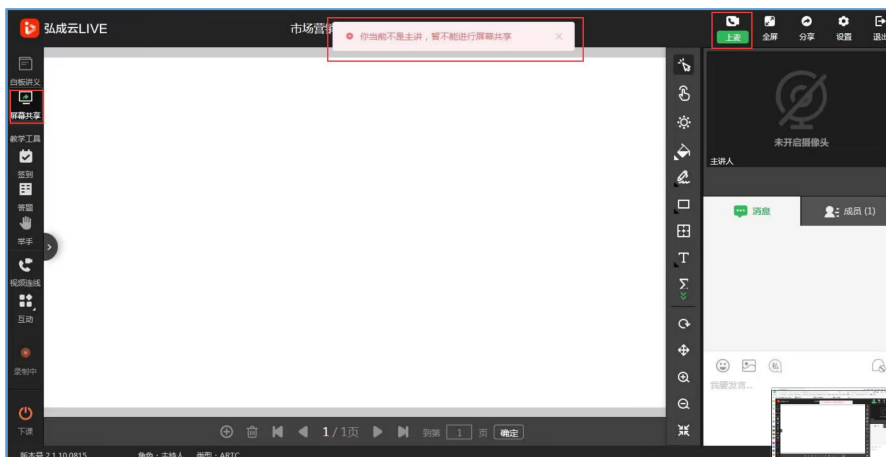 弘成云LIVE
市场营销
你当前不是主讲，暂不能进行屏幕共享
上麦
全屏
分享
设置
退出
白板讲义
屏幕共享
教学工具
签到
答题
举手
视频连线
互动
录制中
下课
未开启摄像头
主讲人
消息
成员 (1)
T
Σ
私
我要发言...
1 / 1页
到第 1 页 确定
版本号 2.1.10.0815 角色：主持人 类型：ARTC